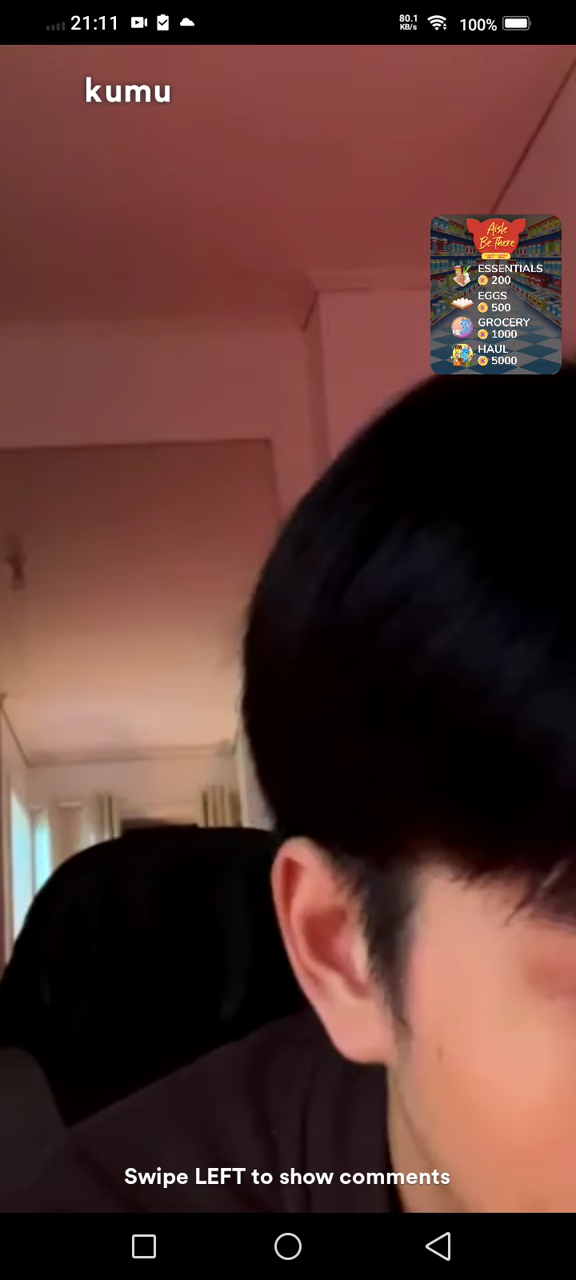 21:11
80.1
KB/s
100%
kumu
Aisle
Be There
ESSENTIALS
200
EGGS
500
GROCERY
1000
HAUL
5000
Swipe LEFT to show comments